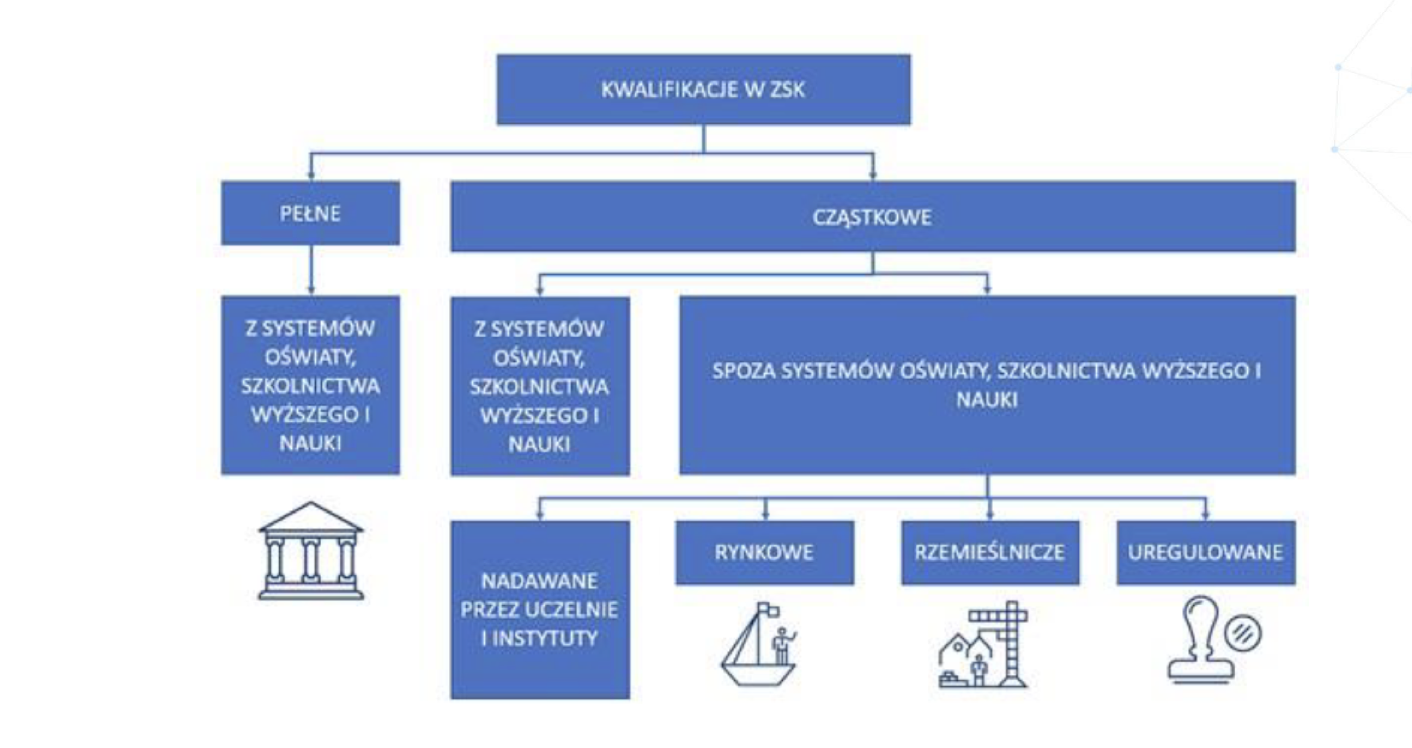 KWALIFIKACJE W ZSK
PEŁNE
CZĄSTKOWE
Z SYSTEMÓW
OŚWIATY,
SZKOLNICTWA
WYŻSZEGO I
NAUKI
Z SYSTEMÓW
OŚWIATY,
SZKOLNICTWA
WYŻSZEGO I
NAUKI
SPOZA SYSTEMÓW OŚWIATY, SZKOLNICTWA WYŻSZEGO I
NAUKI
NADAWANE
PRZEZ UCZELNIE
I INSTYTUTY
RYNKOWE
RZEMIEŚLNICZE
UREGULOWANE